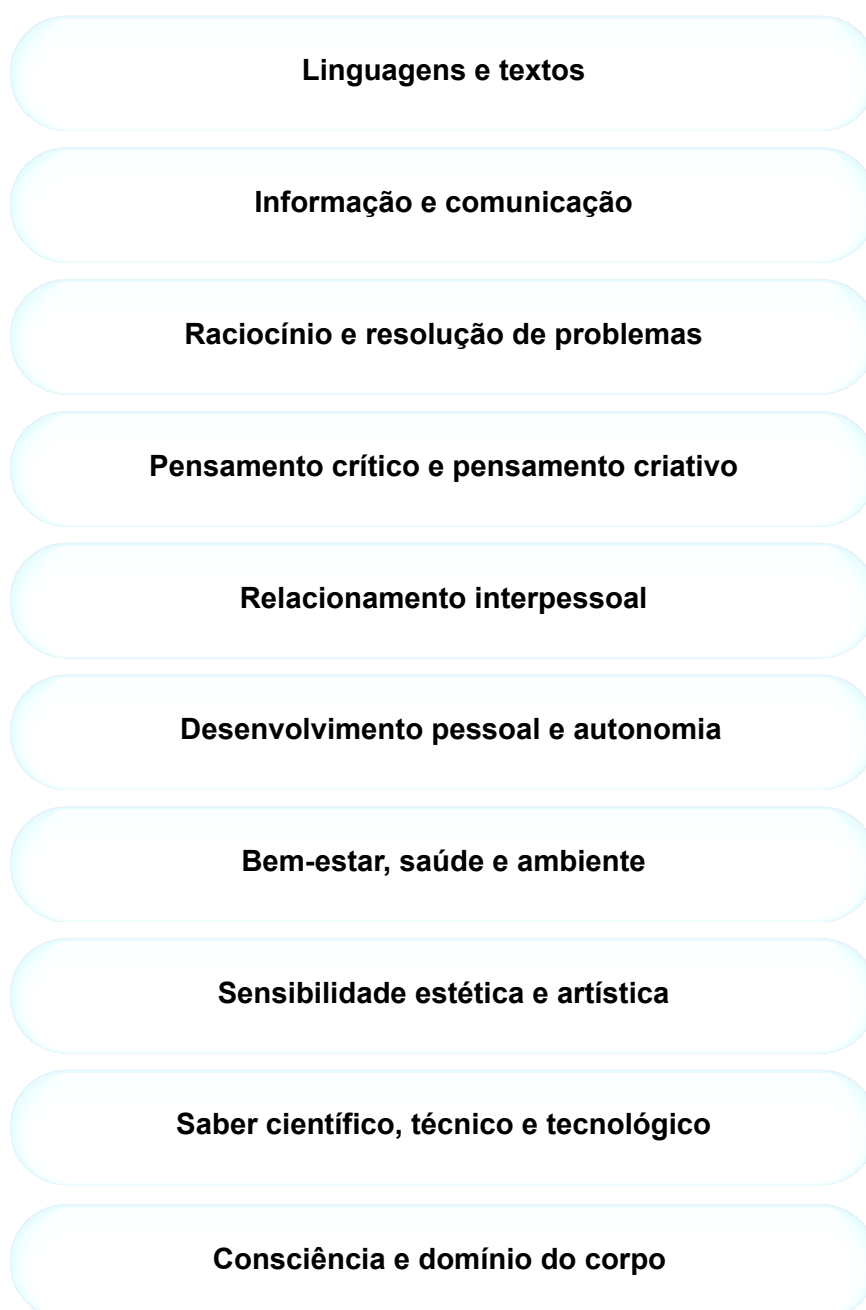 Linguagens e textos
Informação e comunicação
Raciocínio e resolução de problemas
Pensamento crítico e pensamento criativo
Relacionamento interpessoal
Desenvolvimento pessoal e autonomia
Bem-estar, saúde e ambiente
Sensibilidade estética e artística
Saber científico, técnico e tecnológico
Consciência e domínio do corpo